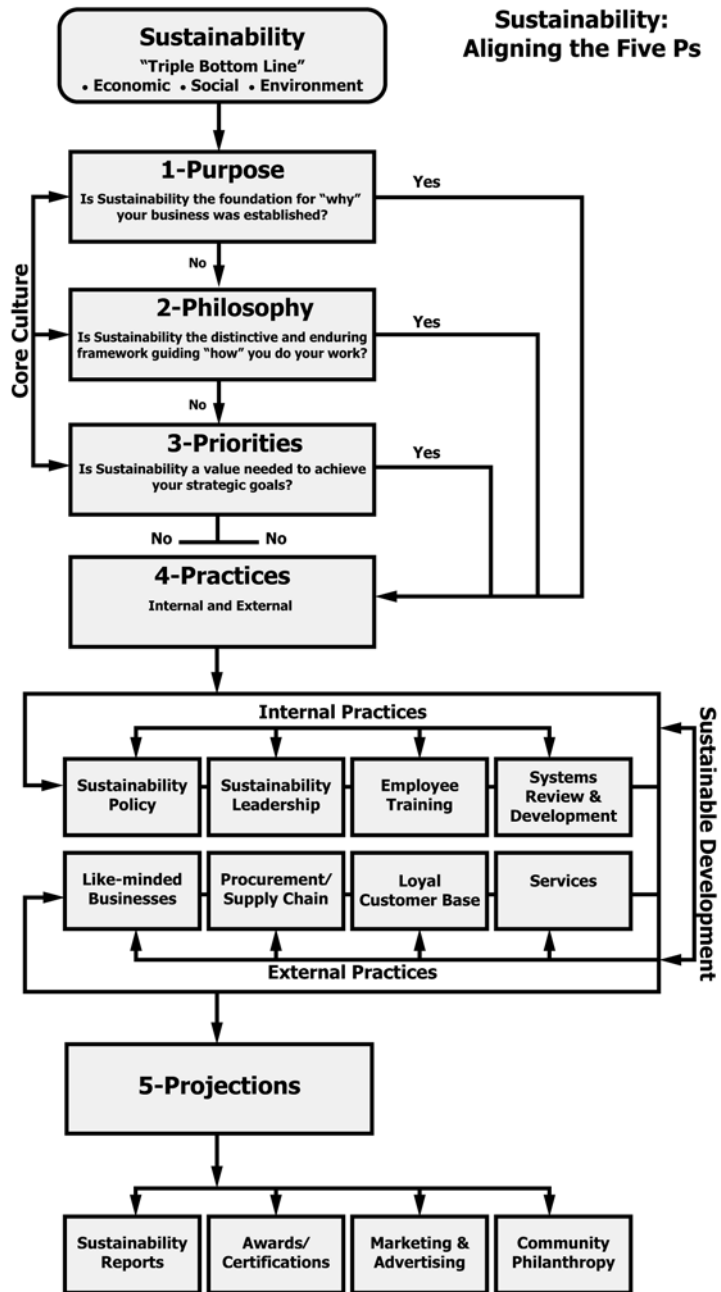 Sustainability:
Aligning the Five Ps
Sustainability
“Triple Bottom Line”
• Economic • Social • Environment
1-Purpose
Is Sustainability the foundation for “why”
your business was established?
Yes
No
2-Philosophy
Is Sustainability the distinctive and enduring
framework guiding “how” you do your work?
Yes
No
3-Priorities
Is Sustainability a value needed to achieve
your strategic goals?
Yes
No No
Core Culture
4-Practices
Internal and External
Internal Practices
Sustainability
Policy
Sustainability
Leadership
Employee
Training
Systems
Review &
Development
Like-minded
Businesses
Procurement/
Supply Chain
Loyal
Customer Base
Services
External Practices
Sustainable Development
5-Projections
Sustainability
Reports
Awards/
Certifications
Marketing &
Advertising
Community
Philanthropy